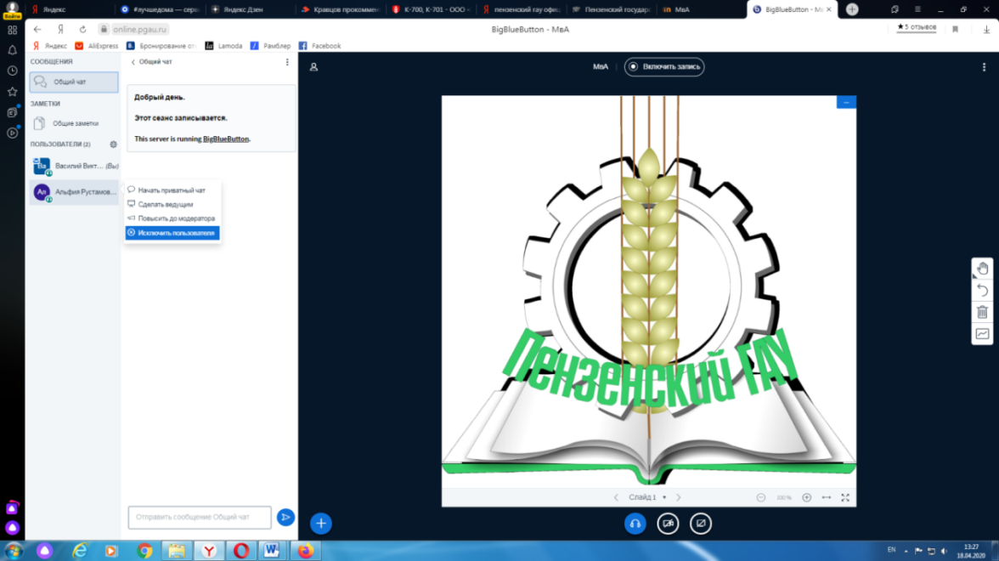 Войти
Яндекс
#лучшедома — серв
Яндекс.Дзен
Кравцов прокоммен
К-700, К-701 - ООО «
пензенский гау офиц
Пензенский государс
МвА
BigBlueButton - Мв
online.pgau.ru
BigBlueButton - МвА
★5 отзывов
Яндекс
AliExpress
Бронирование от
Lamoda
Рамблер
Facebook
СООБЩЕНИЯ
Общий чат
ЗАМЕТКИ
Общие заметки
ПОЛЬЗОВАТЕЛИ (2)
Ва
Василий Викт... (Вы)
Ал
Альфия Рустамов...
Общий чат
Добрый день.
Этот сеанс записывается.
This server is running BigBlueButton.
Начать приватный чат
Сделать ведущим
Повысить до модератора
Исключить пользователя
Отправить сообщение Общий чат
МвА
Включить запись
Пензенский ГАУ
Слайд 1
100%
EN
13:27
18.04.2020